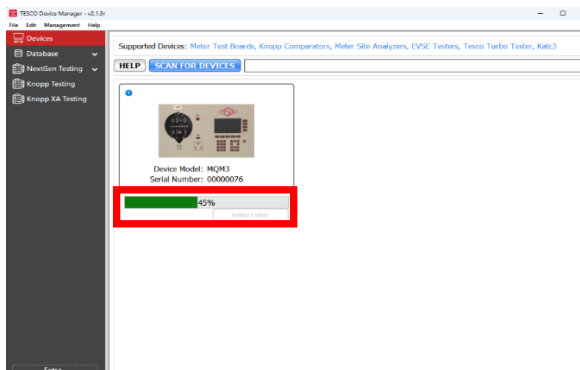 TESCO Device Manager - v2.1.3r
File Edit Management Help
Devices
Database
NextGen Testing
Knopp Testing
Knopp XA Testing
Supported Devices: Meter Test Boards, Knopp Comparators, Meter Site Analyzers, EVSE Testers, Tesco Turbo Tester, Katc3
HELP
SCAN FOR DEVICES
Device Model: MQM3
Serial Number: 00000076
45%
FORGET UNIT